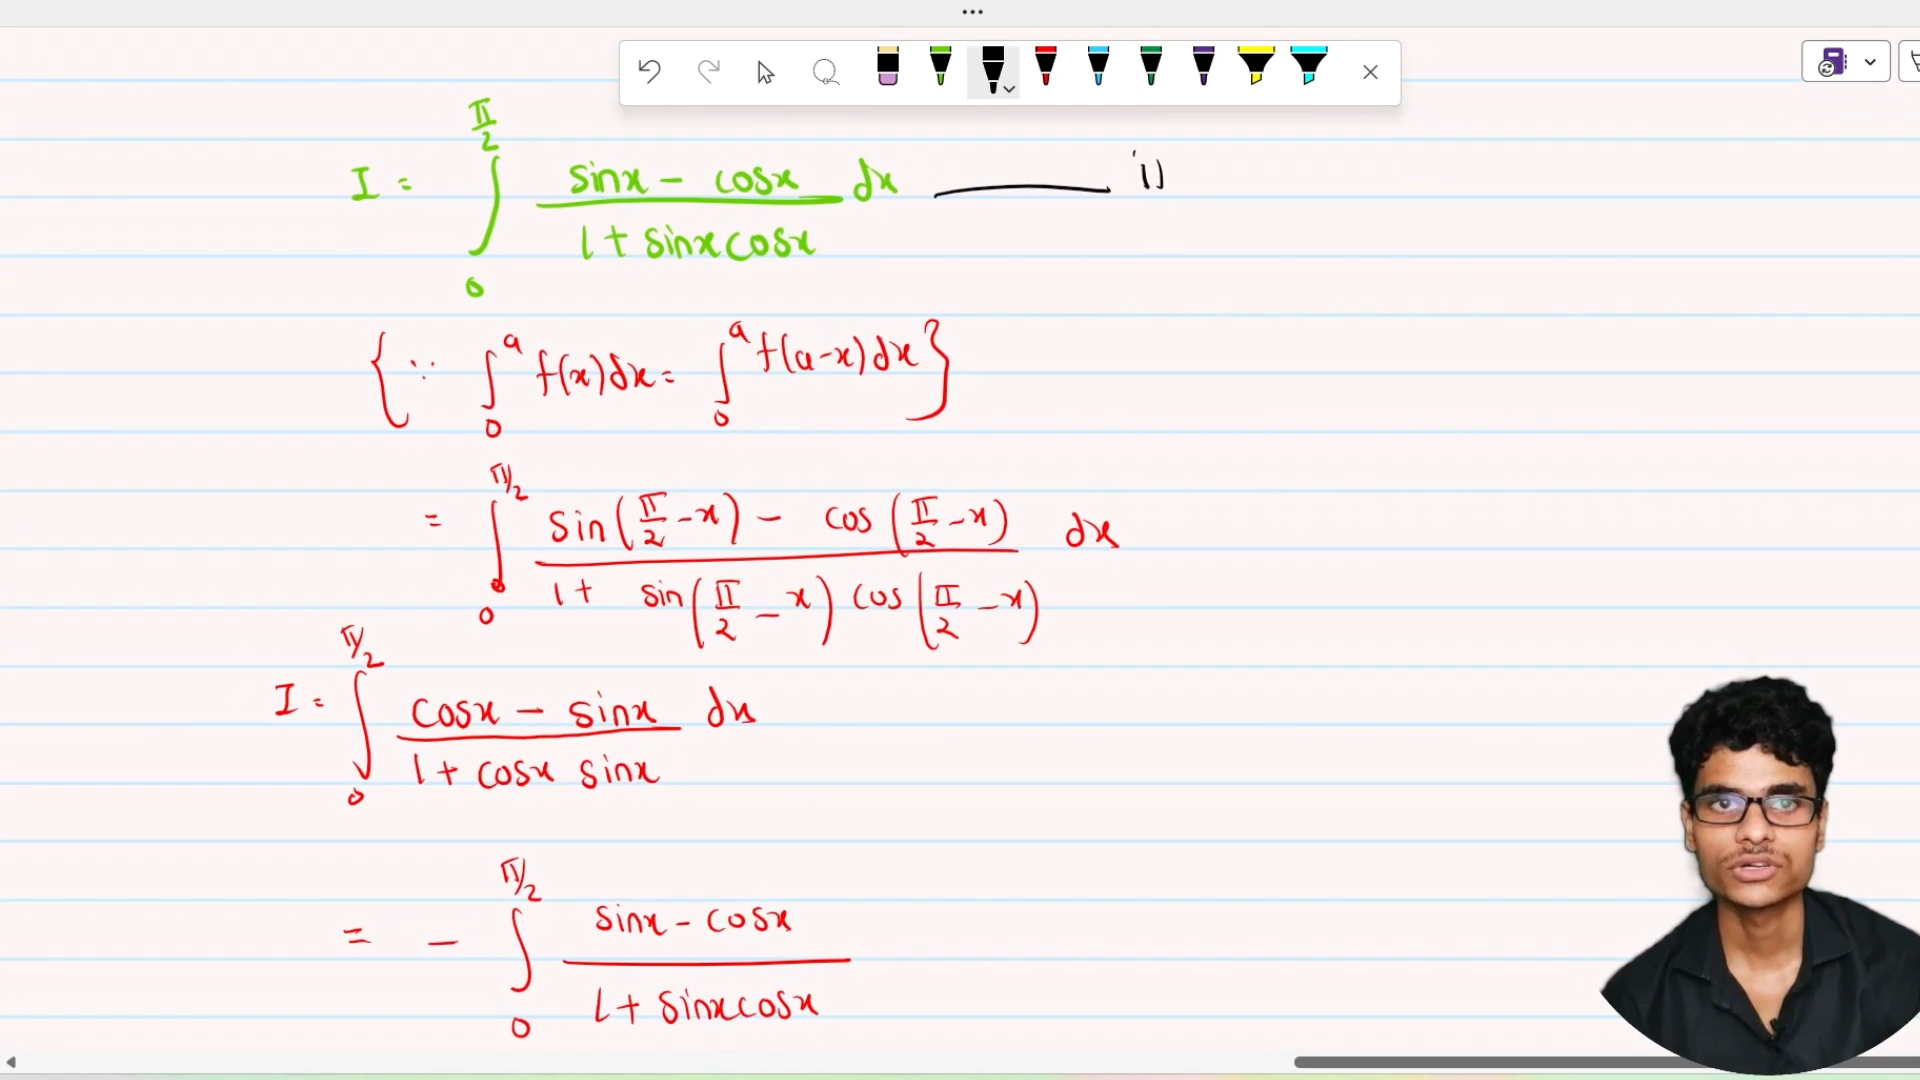 I = ∫₀^(π/2) (sinx - cosx)/(1 + sinx cosx) dx ——— 1)
{∵ ∫₀^a f(x)dx = ∫₀^a f(a-x)dx}
= ∫₀^(π/2) (sin(π/2 - x) - cos(π/2 - x))/(1 + sin(π/2 - x) cos(π/2 - x)) dx
I = ∫₀^(π/2) (cosx - sinx)/(1 + cosx sinx) dx
= - ∫₀^(π/2) (sinx - cosx)/(1 + sinx cosx)